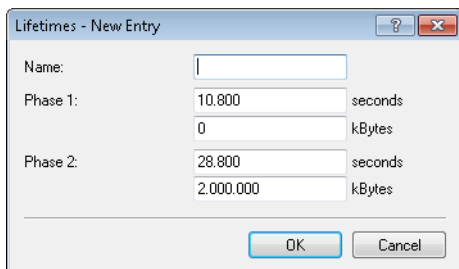 Lifetimes - New Entry
Name:
Phase 1: 10.800 seconds
0 kBytes
Phase 2: 28.800 seconds
2.000.000 kBytes
OK Cancel